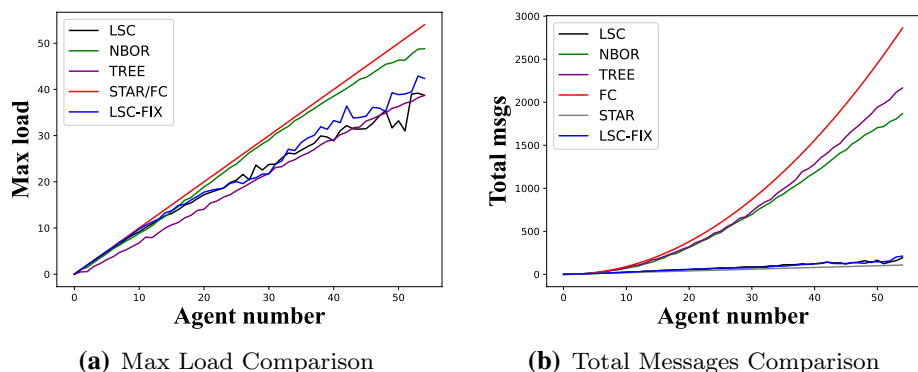 LSC
NBOR
TREE
STAR/FC
LSC-FIX
50
40
30
20
10
0
Max load
0 10 20 30 40 50
Agent number
(a) Max Load Comparison
LSC
NBOR
TREE
FC
STAR
LSC-FIX
3000
2500
2000
1500
1000
500
0
Total msgs
0 10 20 30 40 50
Agent number
(b) Total Messages Comparison